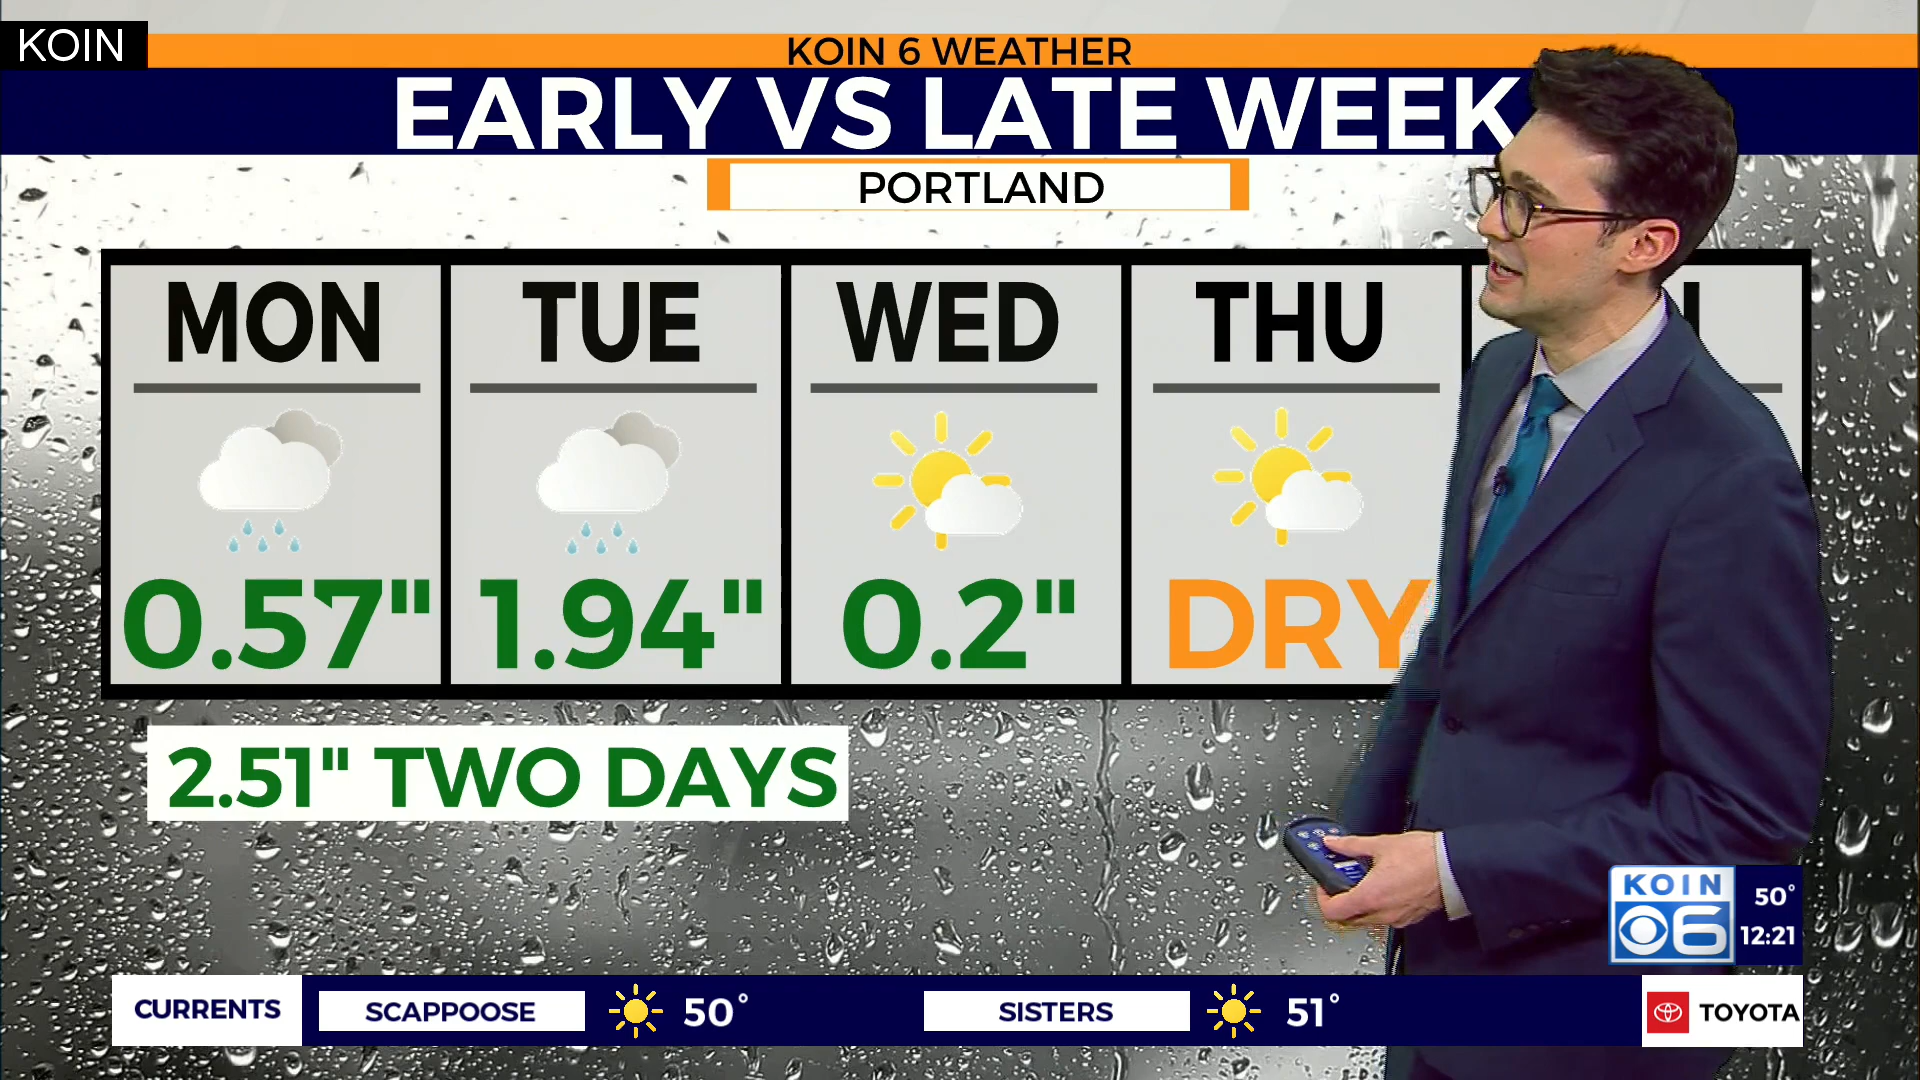 KOIN
KOIN 6 WEATHER
EARLY VS LATE WEEK
PORTLAND
MON
TUE
WED
THU
0.57"
1.94"
0.2"
DRY
2.51" TWO DAYS
KOIN
6
50°
12:21
CURRENTS
SCAPPOOSE
50°
SISTERS
51°
TOYOTA